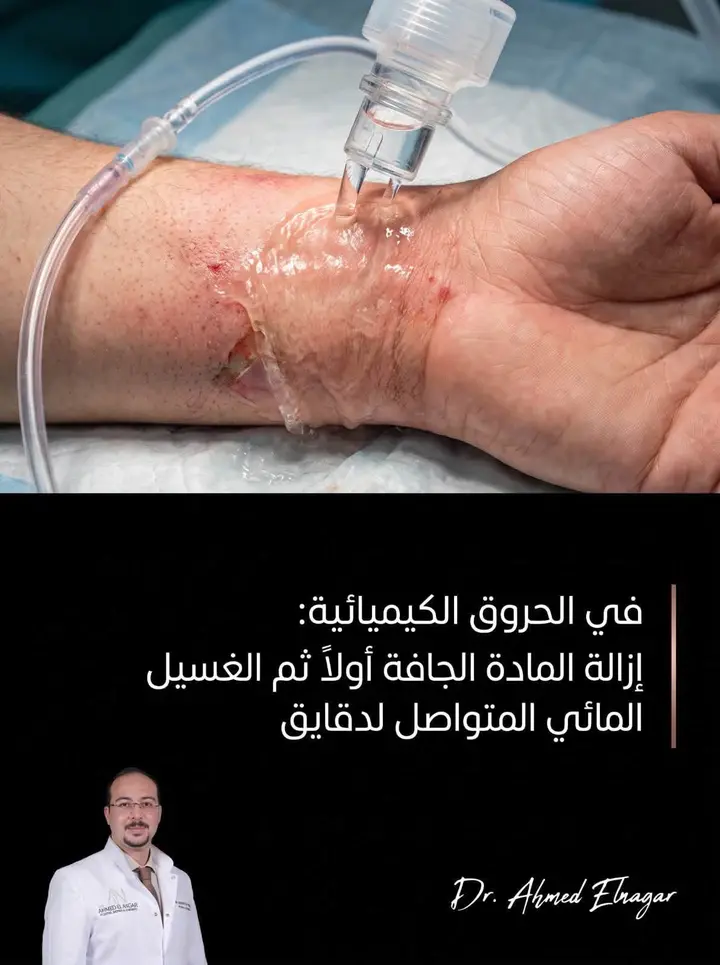 في الحروق الكيميائية:
إزالة المادة الجافة أولاً ثم الغسيل
المائي المتواصل لدقايق
Dr. Ahmed Elnagar